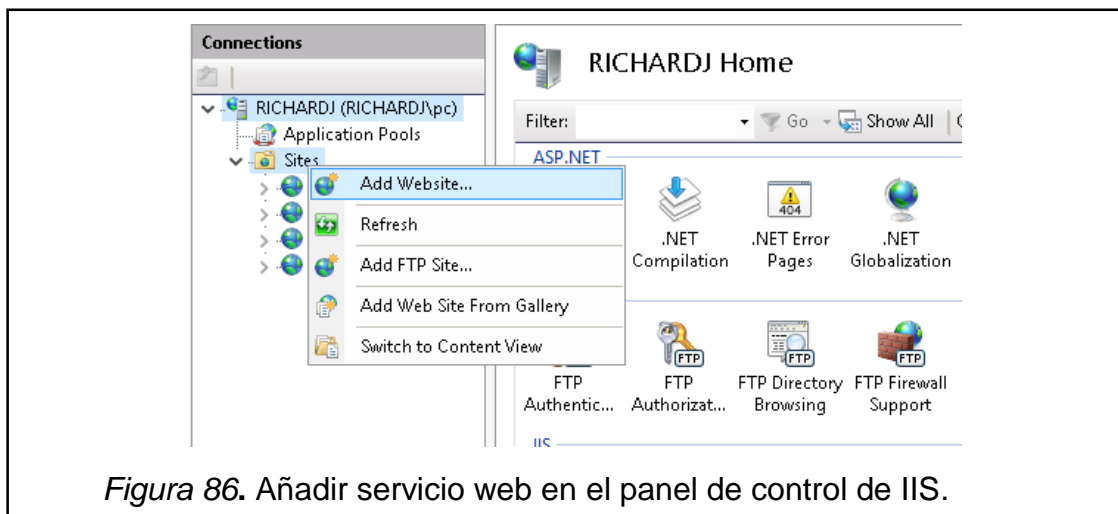 Connections
RICHARDJ (RICHARDJ\pc)
Application Pools
Sites
Add Website...
Refresh
Add FTP Site...
Add Web Site From Gallery
Switch to Content View
RICHARDJ Home
Filter:
Go
Show All
ASP.NET
404
.NET
Compilation
.NET Error
Pages
.NET
Globalization
FTP
FTP
FTP
FTP
Authentic...
FTP
Authorizat...
FTP Directory
Browsing
FTP Firewall
Support
IIS
Figura 86. Añadir servicio web en el panel de control de IIS.